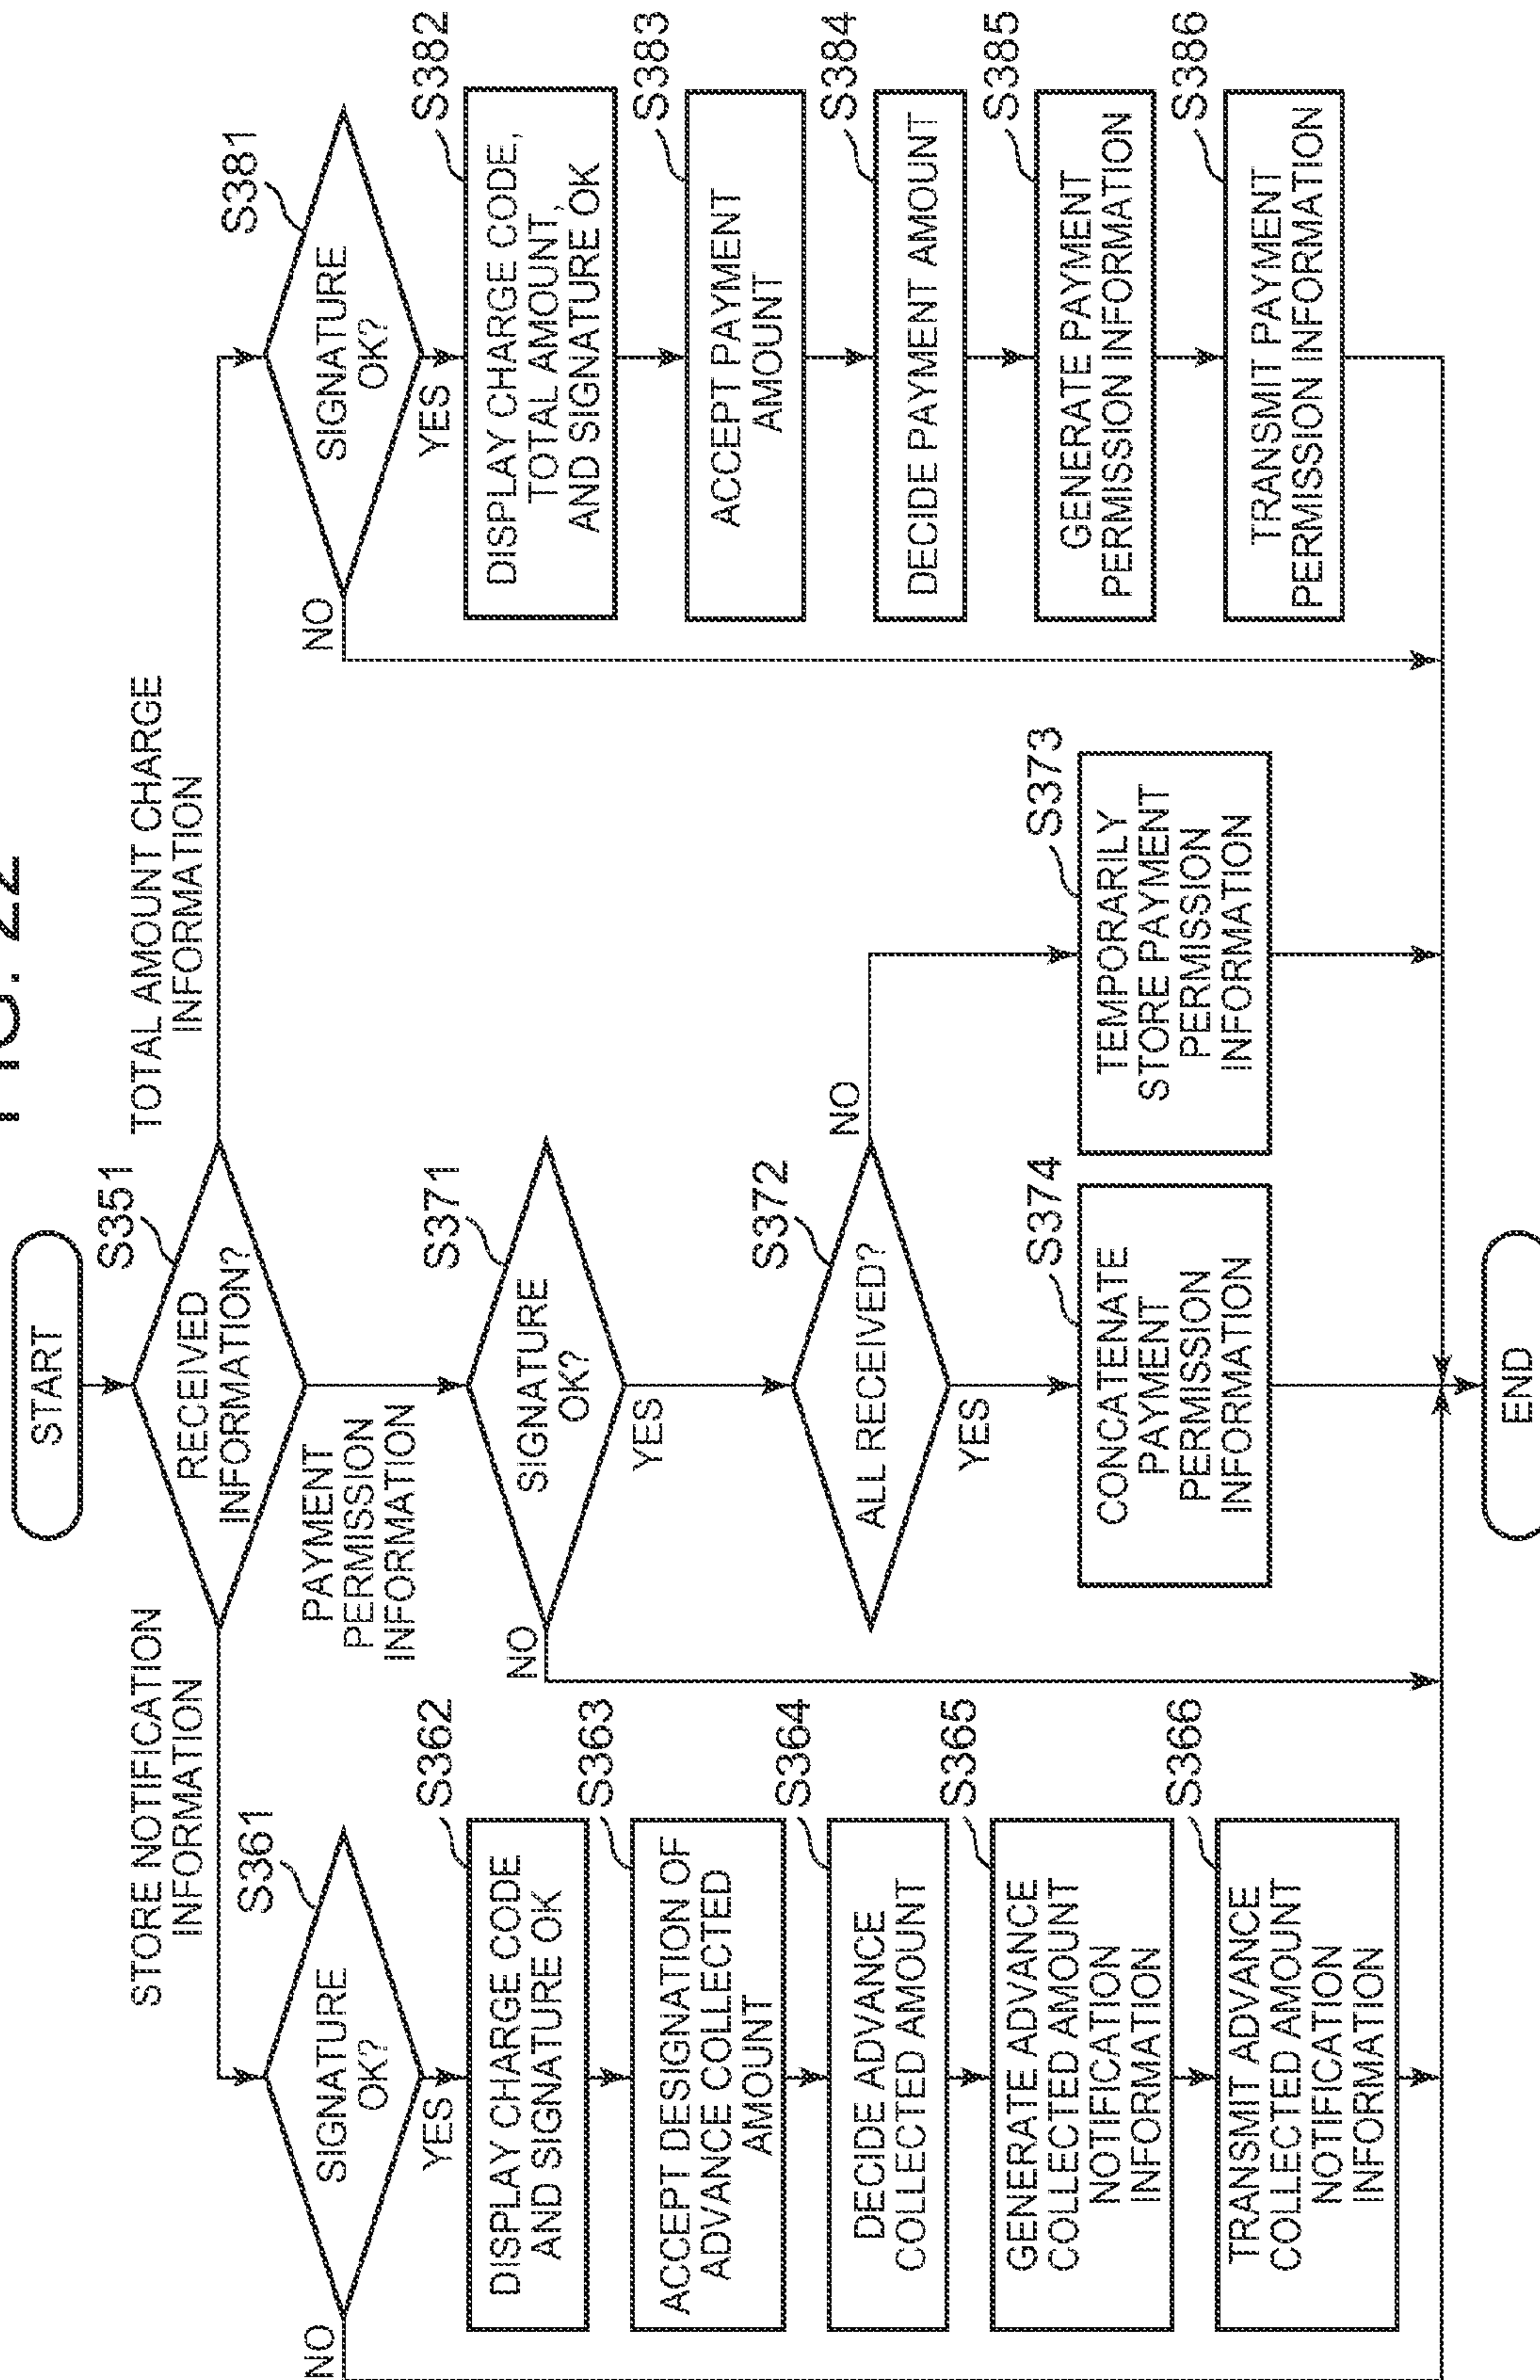 FIG. 22
START
S351
RECEIVED
INFORMATION?
STORE NOTIFICATION
INFORMATION
PAYMENT
PERMISSION
INFORMATION
TOTAL AMOUNT CHARGE
INFORMATION
S361
SIGNATURE
OK?
NO
YES
S362
DISPLAY CHARGE CODE
AND SIGNATURE OK
S363
ACCEPT DESIGNATION OF
ADVANCE COLLECTED
AMOUNT
S364
DECIDE ADVANCE
COLLECTED AMOUNT
S365
GENERATE ADVANCE
COLLECTED AMOUNT
NOTIFICATION
INFORMATION
S366
TRANSMIT ADVANCE
COLLECTED AMOUNT
NOTIFICATION
INFORMATION
S371
SIGNATURE
OK?
NO
YES
S372
ALL RECEIVED?
NO
YES
S374
CONCATENATE
PAYMENT
PERMISSION
INFORMATION
S373
TEMPORARILY
STORE PAYMENT
PERMISSION
INFORMATION
S381
SIGNATURE
OK?
NO
YES
S382
DISPLAY CHARGE CODE,
TOTAL AMOUNT,
AND SIGNATURE OK
S383
ACCEPT PAYMENT
AMOUNT
S384
DECIDE PAYMENT AMOUNT
S385
GENERATE PAYMENT
PERMISSION INFORMATION
S386
TRANSMIT PAYMENT
PERMISSION INFORMATION
END